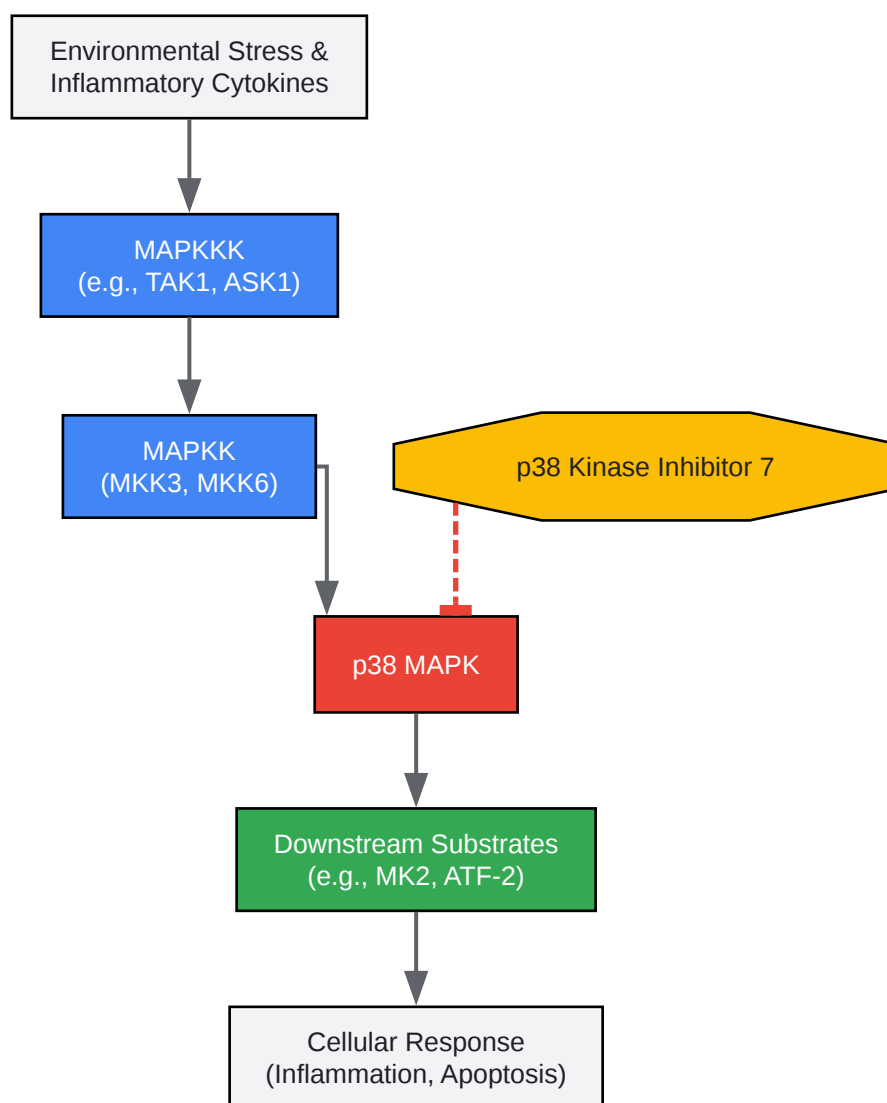 Environmental Stress &
Inflammatory Cytokines
MAPKKK
(e.g., TAK1, ASK1)
MAPKK
(MKK3, MKK6)
p38 Kinase Inhibitor 7
p38 MAPK
Downstream Substrates
(e.g., MK2, ATF-2)
Cellular Response
(Inflammation, Apoptosis)